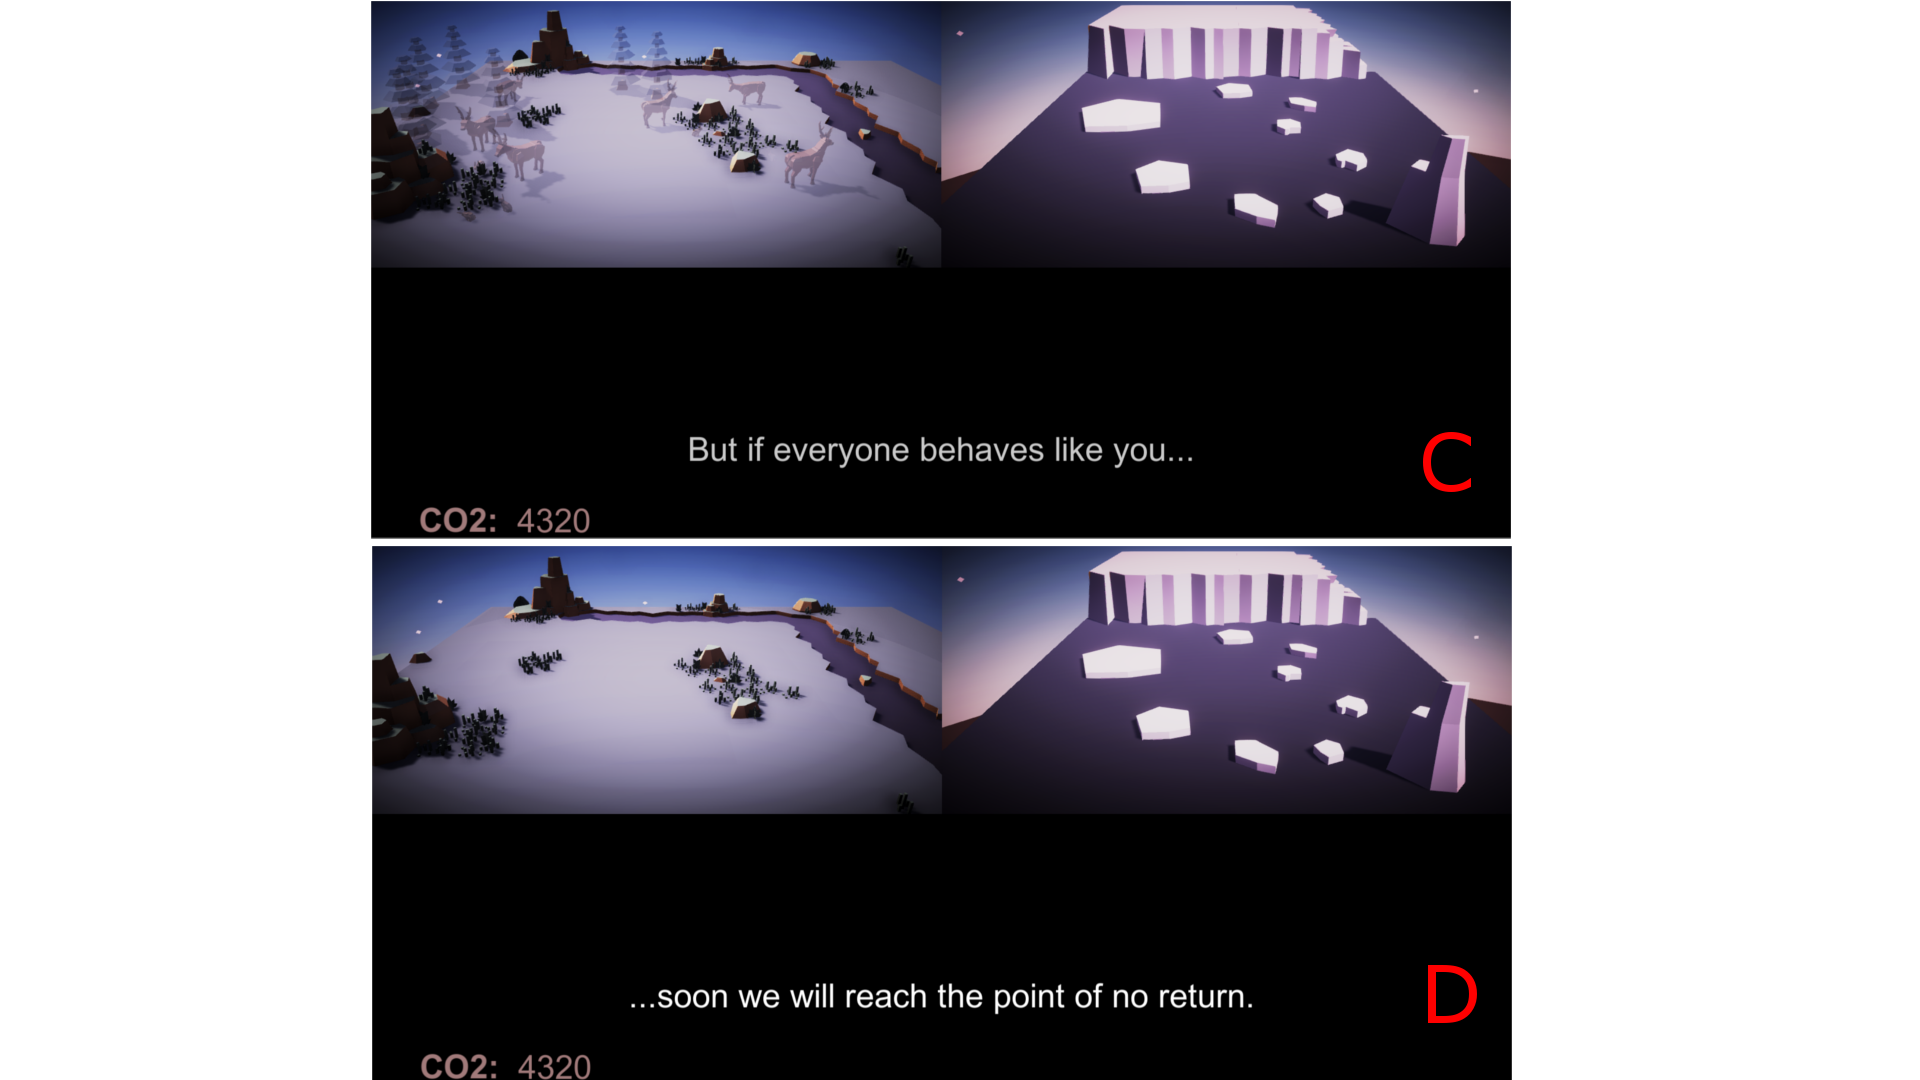 But if everyone behaves like you...
C
CO2: 4320
...soon we will reach the point of no return.
D
CO2: 4320